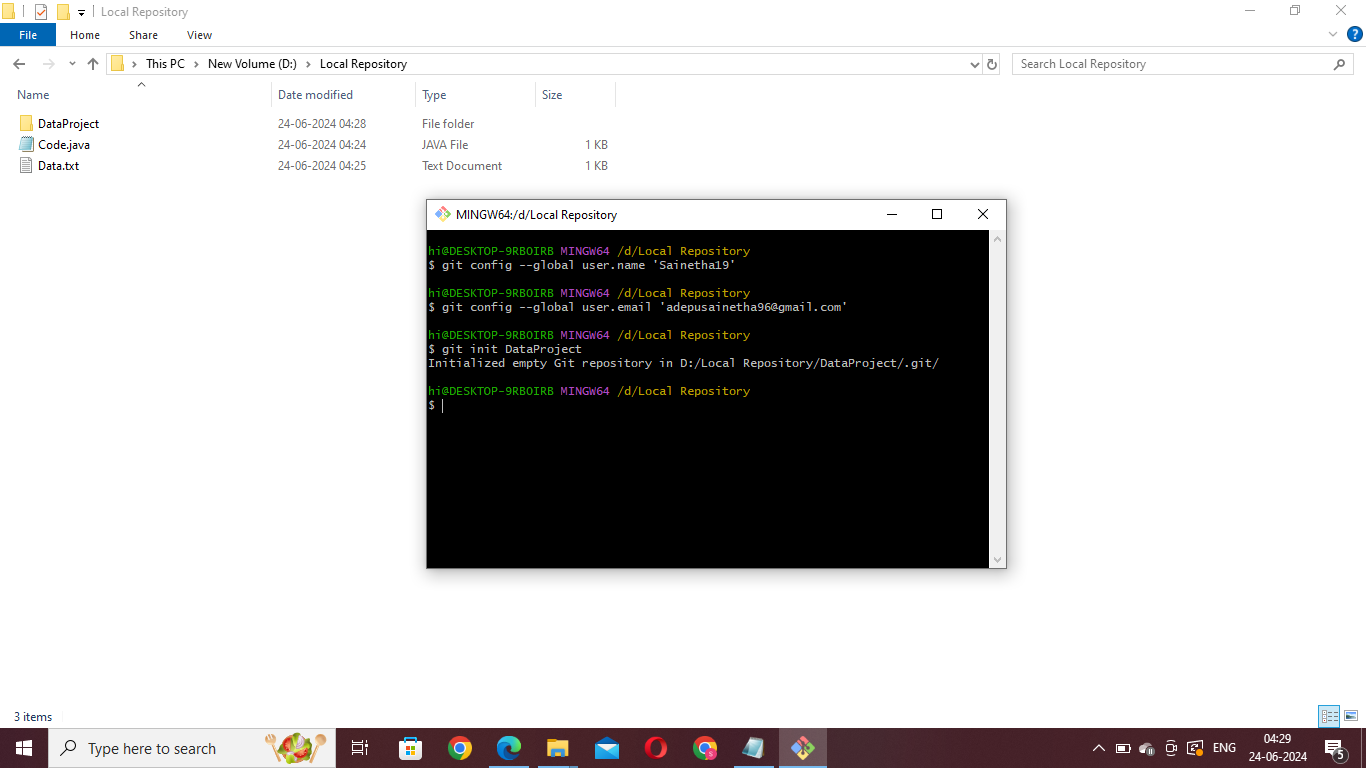 Local Repository
File Home Share View
This PC New Volume (D:) Local Repository
Search Local Repository
Name Date modified Type Size
DataProject 24-06-2024 04:28 File folder
Code.java 24-06-2024 04:24 JAVA File 1 KB
Data.txt 24-06-2024 04:25 Text Document 1 KB
MINGW64:/d/Local Repository
hi@DESKTOP-9RBOIRB MINGW64 /d/Local Repository
$ git config --global user.name 'Sainetha19'
hi@DESKTOP-9RBOIRB MINGW64 /d/Local Repository
$ git config --global user.email 'adepusainetha96@gmail.com'
hi@DESKTOP-9RBOIRB MINGW64 /d/Local Repository
$ git init DataProject
Initialized empty Git repository in D:/Local Repository/DataProject/.git/
hi@DESKTOP-9RBOIRB MINGW64 /d/Local Repository
$
3 items
Type here to search
ENG
04:29
24-06-2024
5